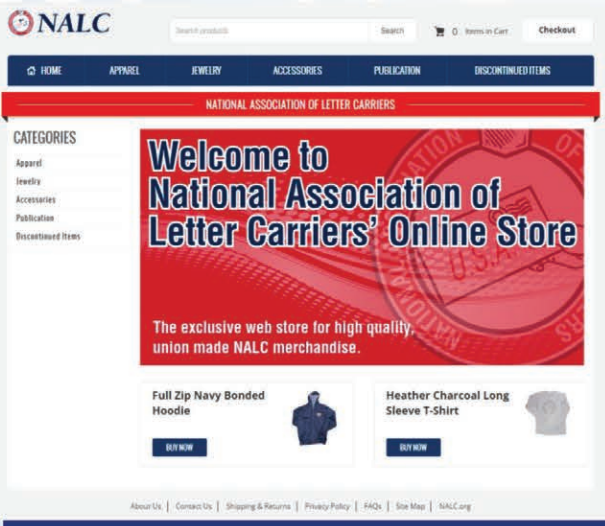 NALC
Search products
Search
0 Items in Cart
Checkout
HOME APPAREL JEWELRY ACCESSORIES PUBLICATION DISCONTINUED ITEMS
NATIONAL ASSOCIATION OF LETTER CARRIERS
CATEGORIES
Apparel
Jewelry
Accessories
Publication
Discontinued Items
Welcome to
National Association of
Letter Carriers' Online Store
The exclusive web store for high quality,
union made NALC merchandise.
Full Zip Navy Bonded
Hoodie
BUY NOW
Heather Charcoal Long
Sleeve T-Shirt
BUY NOW
About Us | Contact Us | Shipping & Returns | Privacy Policy | FAQs | Site Map | NALC.org